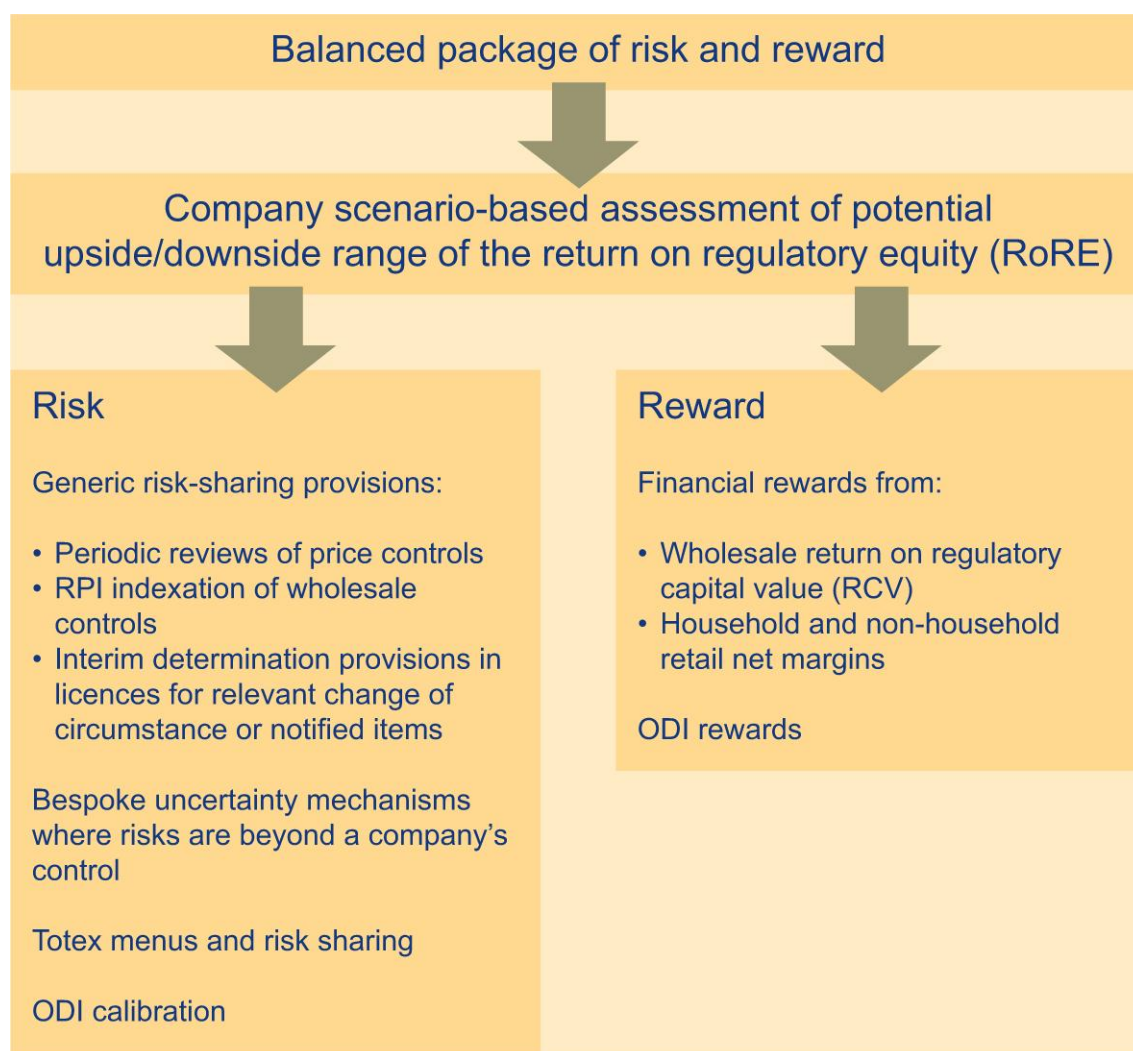 Balanced package of risk and reward
Company scenario-based assessment of potential
upside/downside range of the return on regulatory equity (RoRE)
Risk
Generic risk-sharing provisions:
• Periodic reviews of price controls
• RPI indexation of wholesale
controls
• Interim determination provisions in
licences for relevant change of
circumstance or notified items
Bespoke uncertainty mechanisms
where risks are beyond a company’s
control
Totex menus and risk sharing
ODI calibration
Reward
Financial rewards from:
• Wholesale return on regulatory
capital value (RCV)
• Household and non-household
retail net margins
ODI rewards